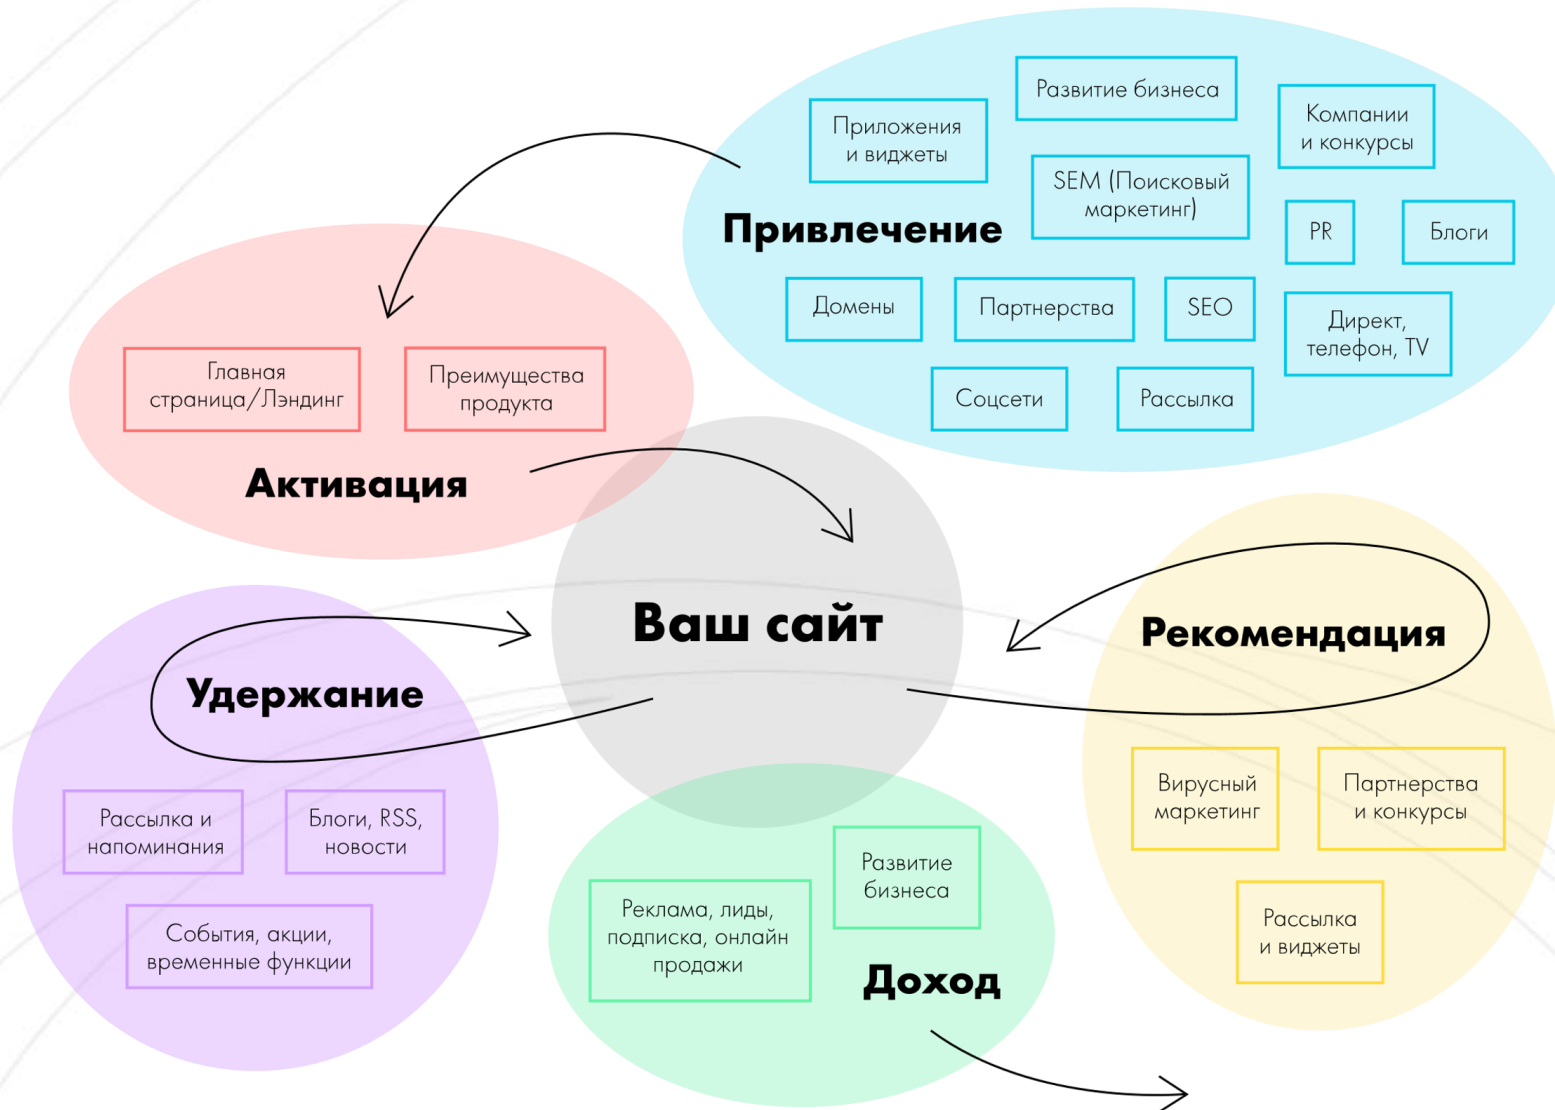 Развитие бизнеса
Приложения
и виджеты
Компании
и конкурсы
SEM (Поисковый
маркетинг)
Привлечение
PR
Блоги
Домены
Партнерства
SEO
Директ,
телефон, TV
Соцсети
Рассылка
Главная
страница/Лэндинг
Преимущества
продукта
Активация
Ваш сайт
Рекомендация
Вирусный
маркетинг
Партнерства
и конкурсы
Рассылка
и виджеты
Удержание
Рассылка и
напоминания
Блоги, RSS,
новости
События, акции,
временные функции
Развитие
бизнеса
Реклама, лиды,
подписка, онлайн
продажи
Доход